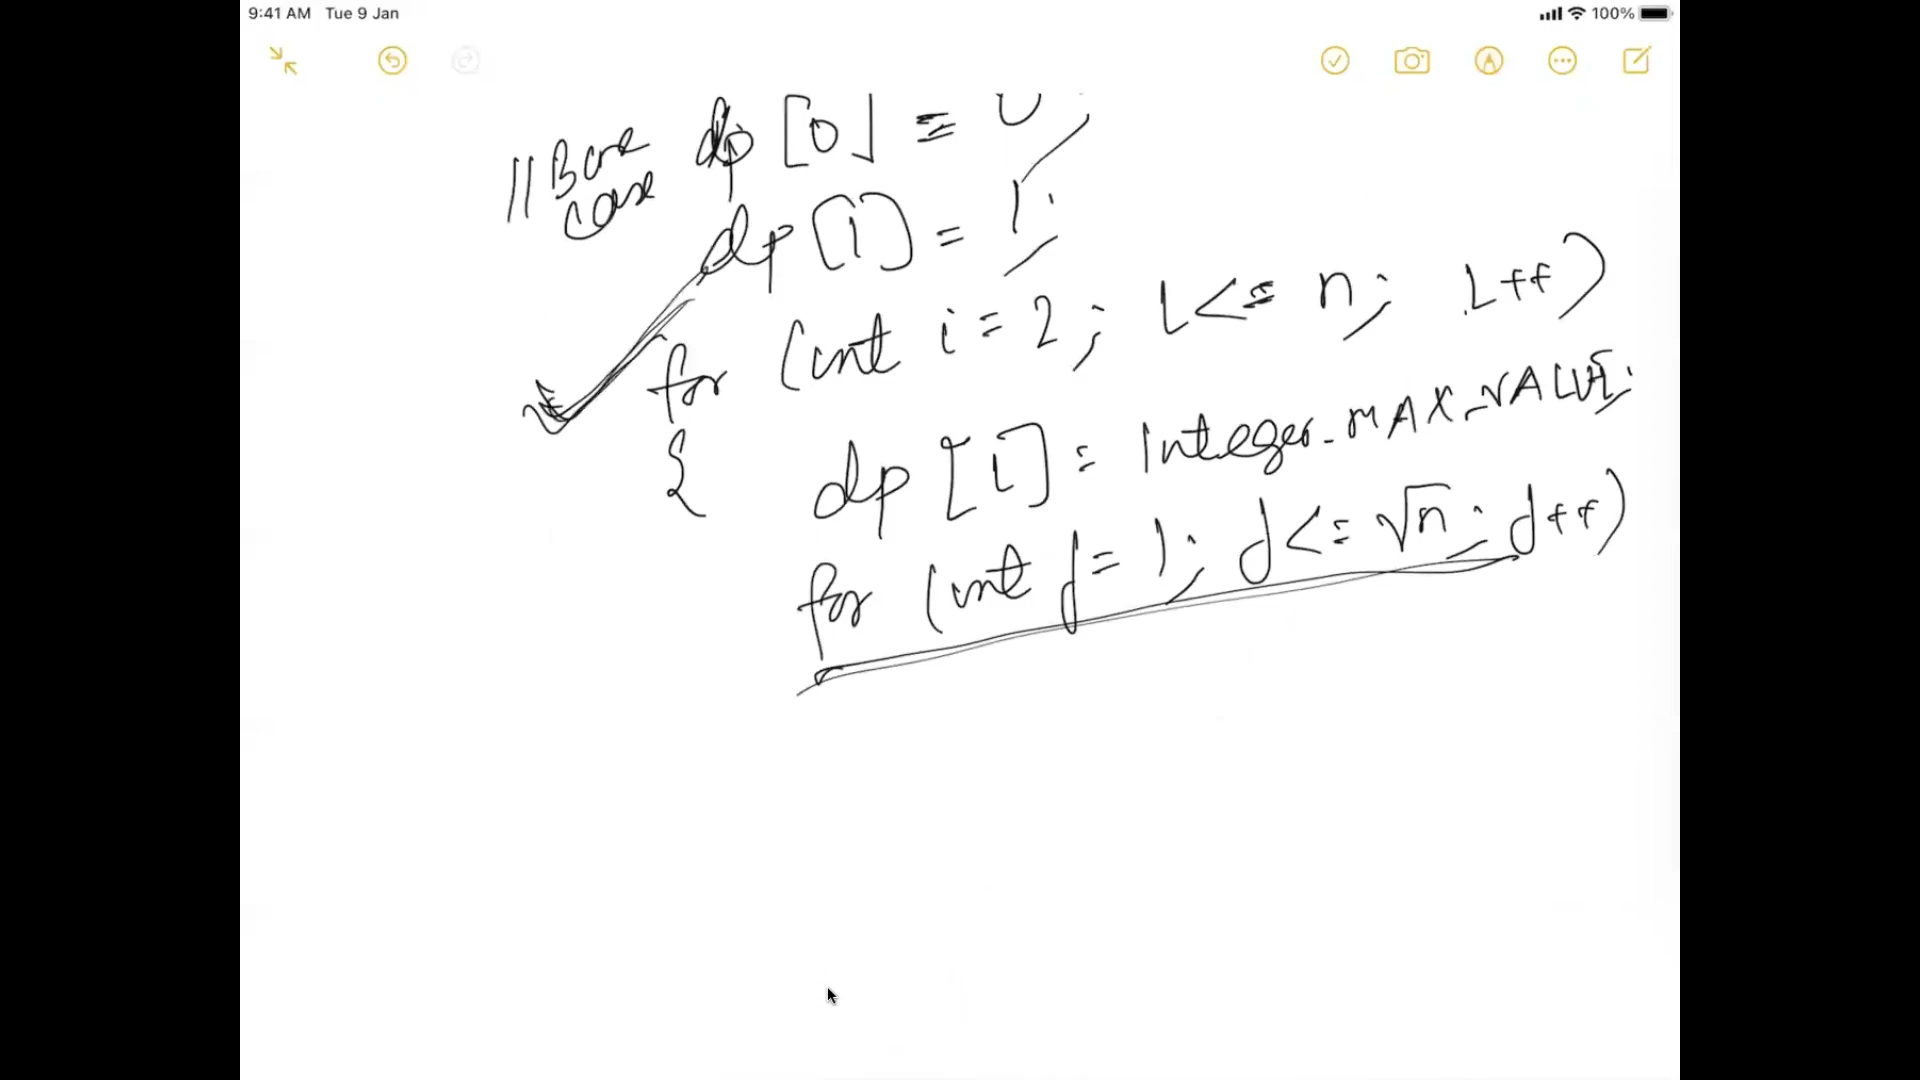 9:41 AM Tue 9 Jan 100%
//Base case dp[0] = 0;
dp[1] = 1;
for (int i = 2; i <= n; i++)
{ dp[i] = Integer.MAX_VALUE;
for (int j = 1; j <= √n; j++)